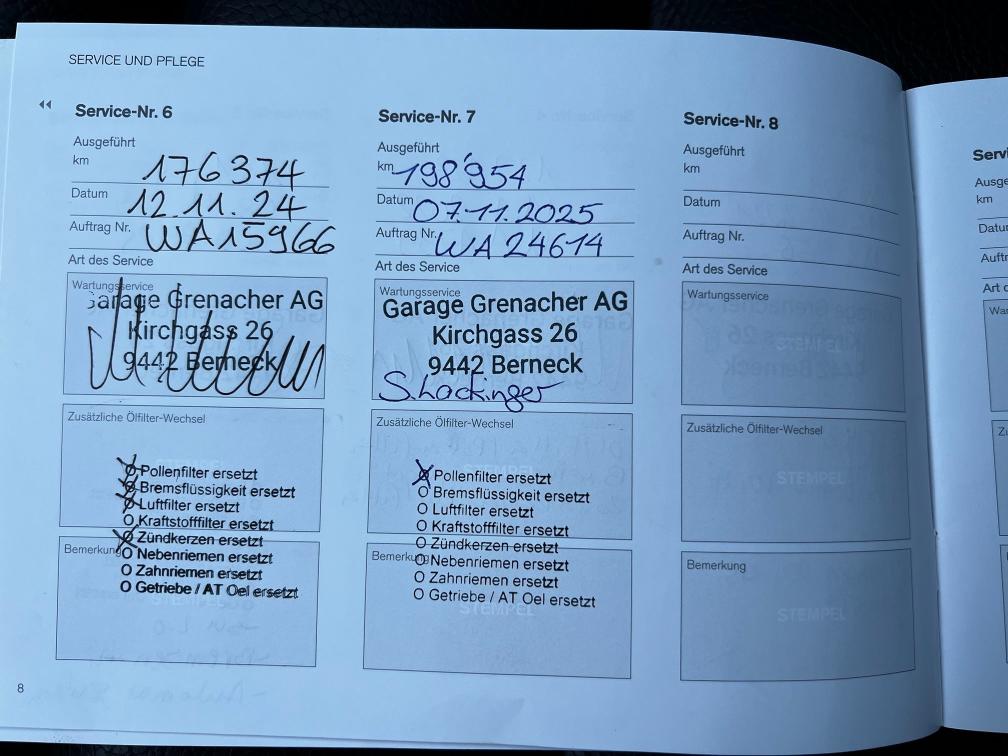 SERVICE UND PFLEGE
Service-Nr. 6
Ausgeführt
km 176374
Datum 12.11.24
Auftrag Nr. WA15966
Art des Service
Wartungsservice
Garage Grenacher AG
Kirchgass 26
9442 Berneck
Zusätzliche Ölfilter-Wechsel
Pollenfilter ersetzt
Bremsflüssigkeit ersetzt
Luftfilter ersetzt
O Kraftstofffilter ersetzt
Zündkerzen ersetzt
Bemerkung
O Nebenriemen ersetzt
O Zahnriemen ersetzt
O Getriebe / AT Oel ersetzt
STEMPEL
8
Service-Nr. 7
Ausgeführt
km 198'954
Datum 07.11.2025
Auftrag Nr. WA 24614
Art des Service
Wartungsservice
Garage Grenacher AG
Kirchgass 26
9442 Berneck
S.Lackinger
Zusätzliche Ölfilter-Wechsel
Pollenfilter ersetzt
O Bremsflüssigkeit ersetzt
O Luftfilter ersetzt
O Kraftstofffilter ersetzt
O Zündkerzen ersetzt
Bemerkung
O Nebenriemen ersetzt
O Zahnriemen ersetzt
O Getriebe / AT Oel ersetzt
STEMPEL
Service-Nr. 8
Ausgeführt
km
Datum
Auftrag Nr.
Art des Service
Wartungsservice
STEMPEL
Zusätzliche Ölfilter-Wechsel
STEMPEL
Bemerkung
STEMPEL
km